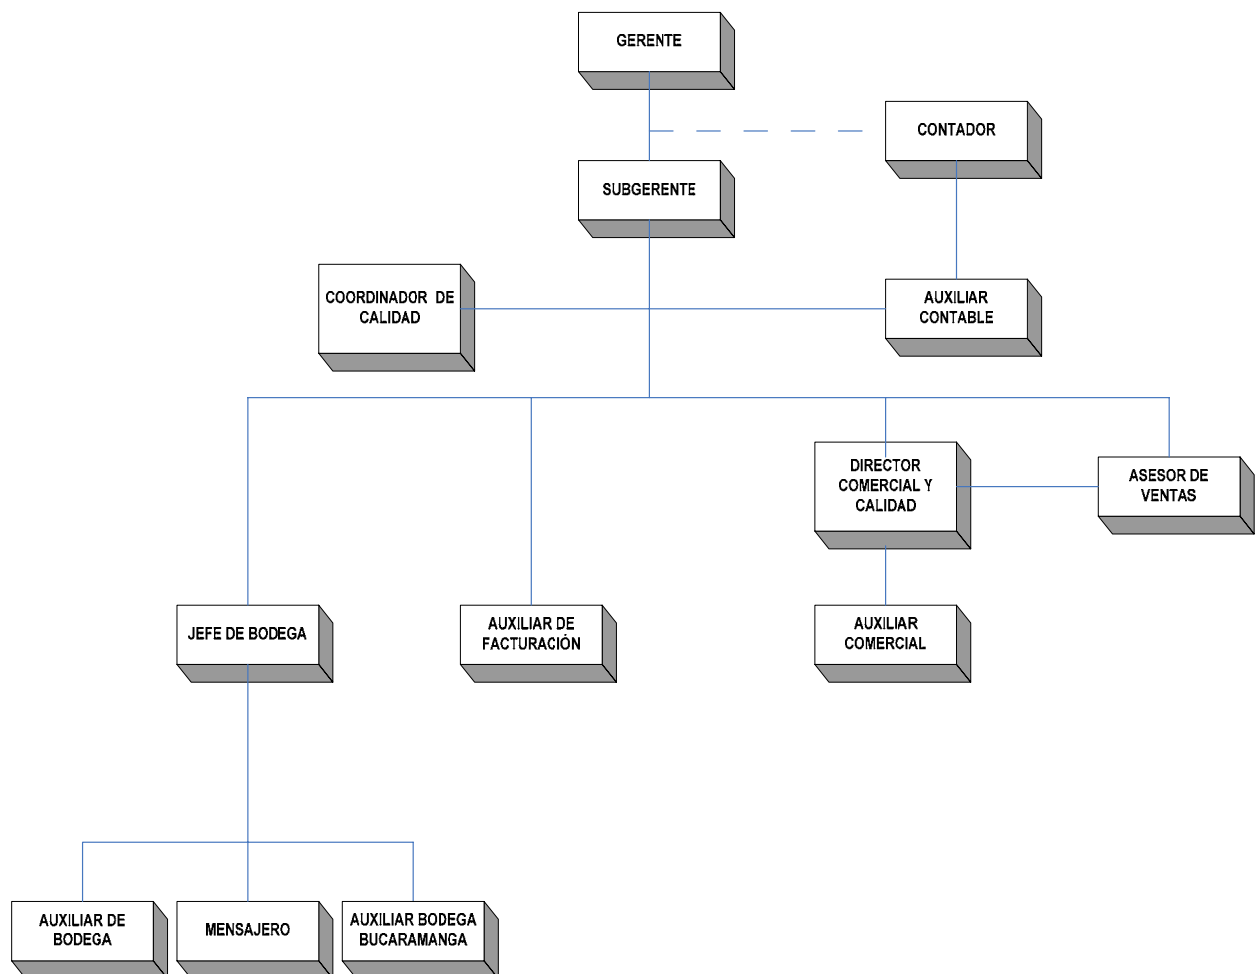 GERENTE
CONTADOR
SUBGERENTE
COORDINADOR DE
CALIDAD
AUXILIAR
CONTABLE
DIRECTOR
COMERCIAL Y
CALIDAD
ASESOR DE
VENTAS
JEFE DE BODEGA
AUXILIAR DE
FACTURACIÓN
AUXILIAR
COMERCIAL
AUXILIAR DE
BODEGA
MENSAJERO
AUXILIAR BODEGA
BUCARAMANGA